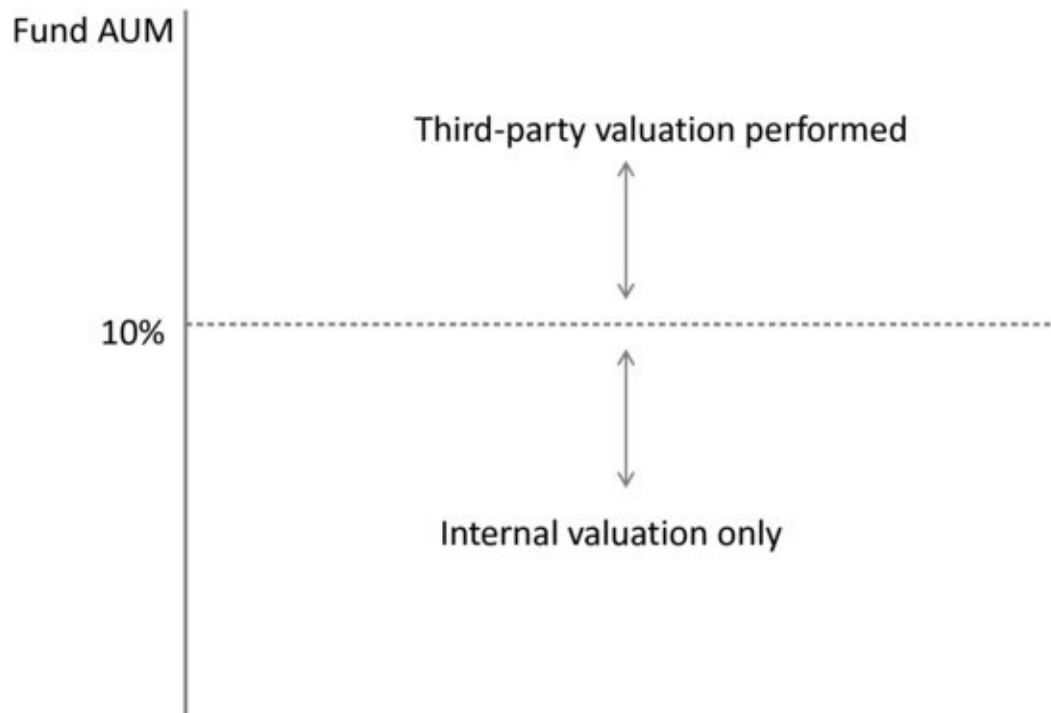 Fund AUM
Third-party valuation performed
10%
Internal valuation only